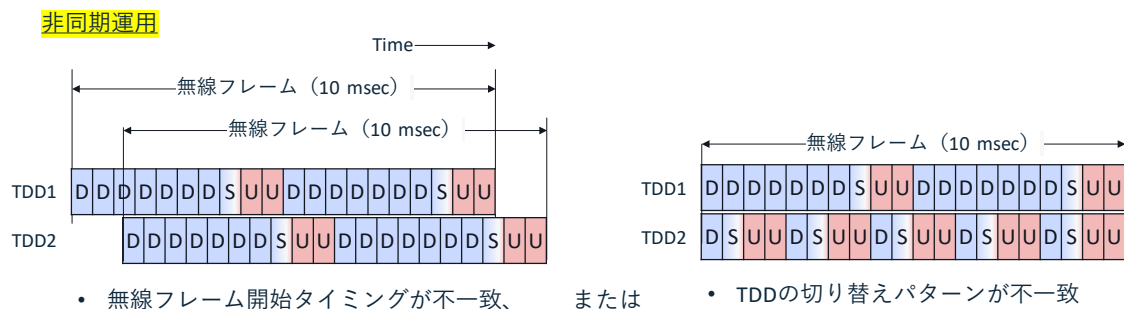 非同期運用
Time
無線フレーム（10 msec）
無線フレーム（10 msec）
TDD1 D D D D D D D S U U D D D D D D D S U U
TDD2 D D D D D D D S U U D D D D D D D S U U
• 無線フレーム開始タイミングが不一致、 または
無線フレーム（10 msec）
TDD1 D D D D D D D S U U D D D D D D D S U U
TDD2 D S U U D S U U D S U U D S U U D S U U
• TDDの切り替えパターンが不一致